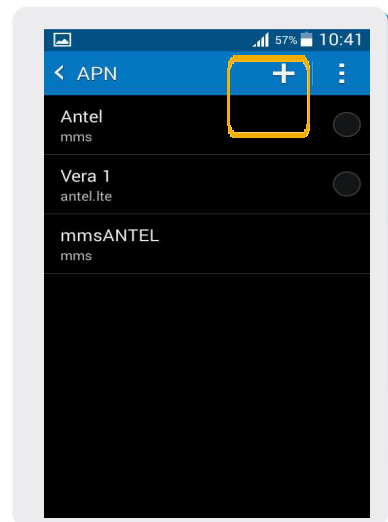 57% 10:41
< APN + ⋮
Antel
mms
Vera 1
antel.lte
mmsANTEL
mms